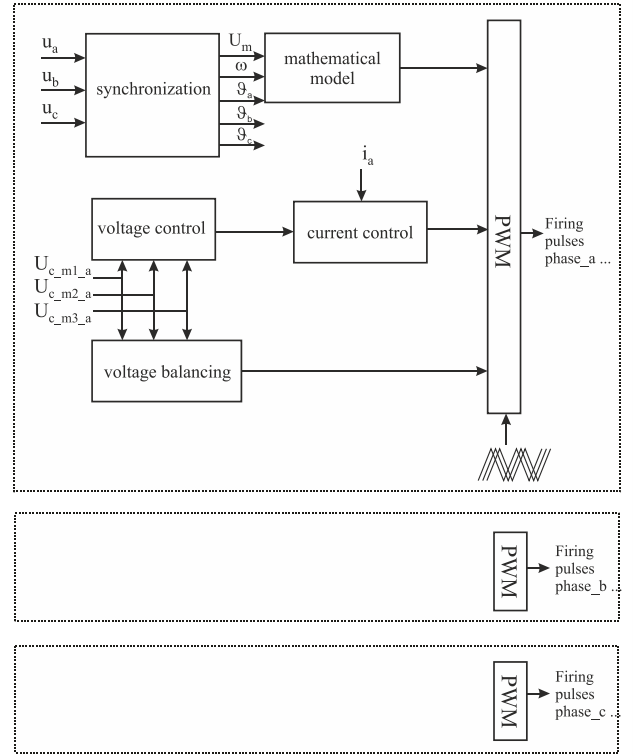 u_a
u_b
u_c
synchronization
U_m
ω
ϑ_a
ϑ_b
ϑ_c
mathematical
model
i_a
voltage control
current control
U_c_m1_a
U_c_m2_a
U_c_m3_a
voltage balancing
PWM
Firing
pulses
phase_a ...
PWM
Firing
pulses
phase_b ...
PWM
Firing
pulses
phase_c ...